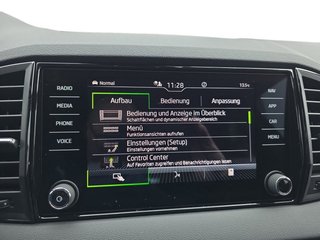 RADIO
MEDIA
PHONE
VOICE
Normal
11:28
13.5°C
Aufbau
Bedienung
Anpassung
Bedienung und Anzeige im Überblick
Schaltflächen und dynamischer Anzeigebereich
Menü
Funktionsansichten aufrufen
Einstellungen (Setup)
Einstellungen vornehmen
Control Center
Auf Favoriten zugreifen und Benachrichtigungen lesen
NAV
APP
CAR
MENU